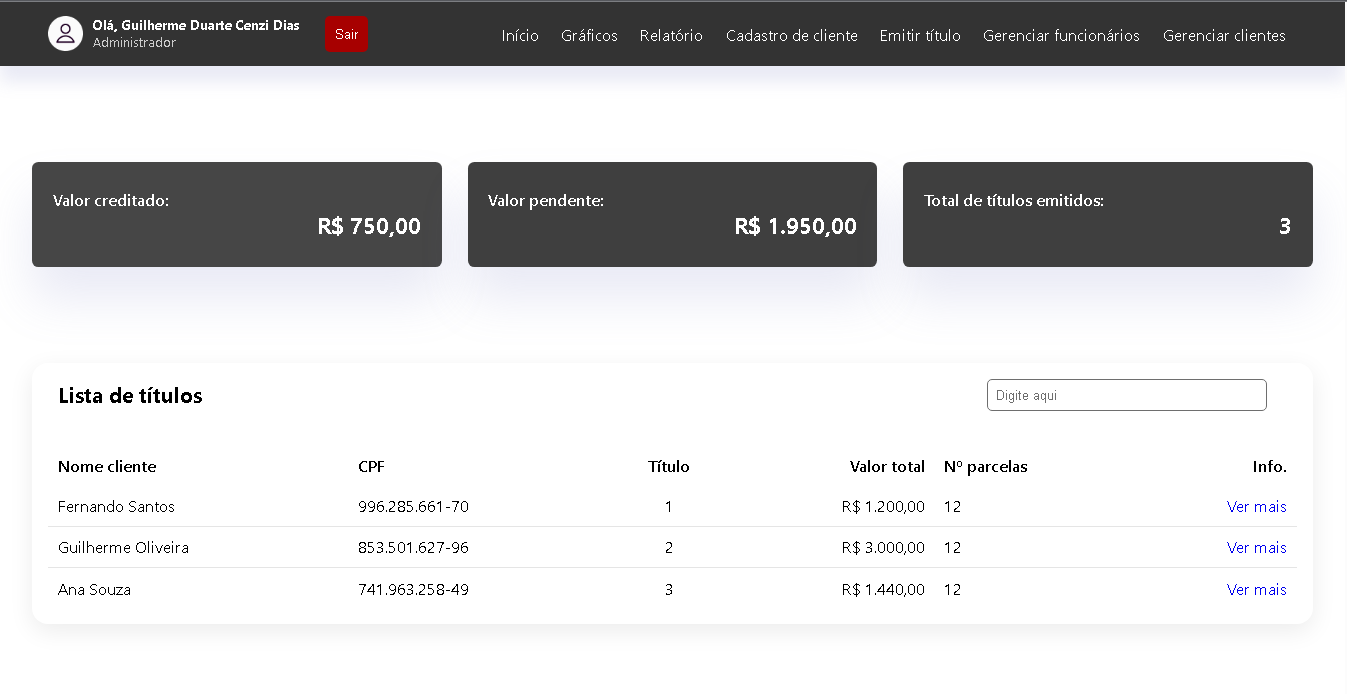 Olá, Guilherme Duarte Cenzi Dias
Administrador
Sair
Início Gráficos Relatório Cadastro de cliente Emitir título Gerenciar funcionários Gerenciar clientes
Valor creditado:
R$ 750,00
Valor pendente:
R$ 1.950,00
Total de títulos emitidos:
3
Lista de títulos
Digite aqui
Nome cliente CPF Título Valor total Nº parcelas Info.
Fernando Santos 996.285.661-70 1 R$ 1.200,00 12 Ver mais
Guilherme Oliveira 853.501.627-96 2 R$ 3.000,00 12 Ver mais
Ana Souza 741.963.258-49 3 R$ 1.440,00 12 Ver mais